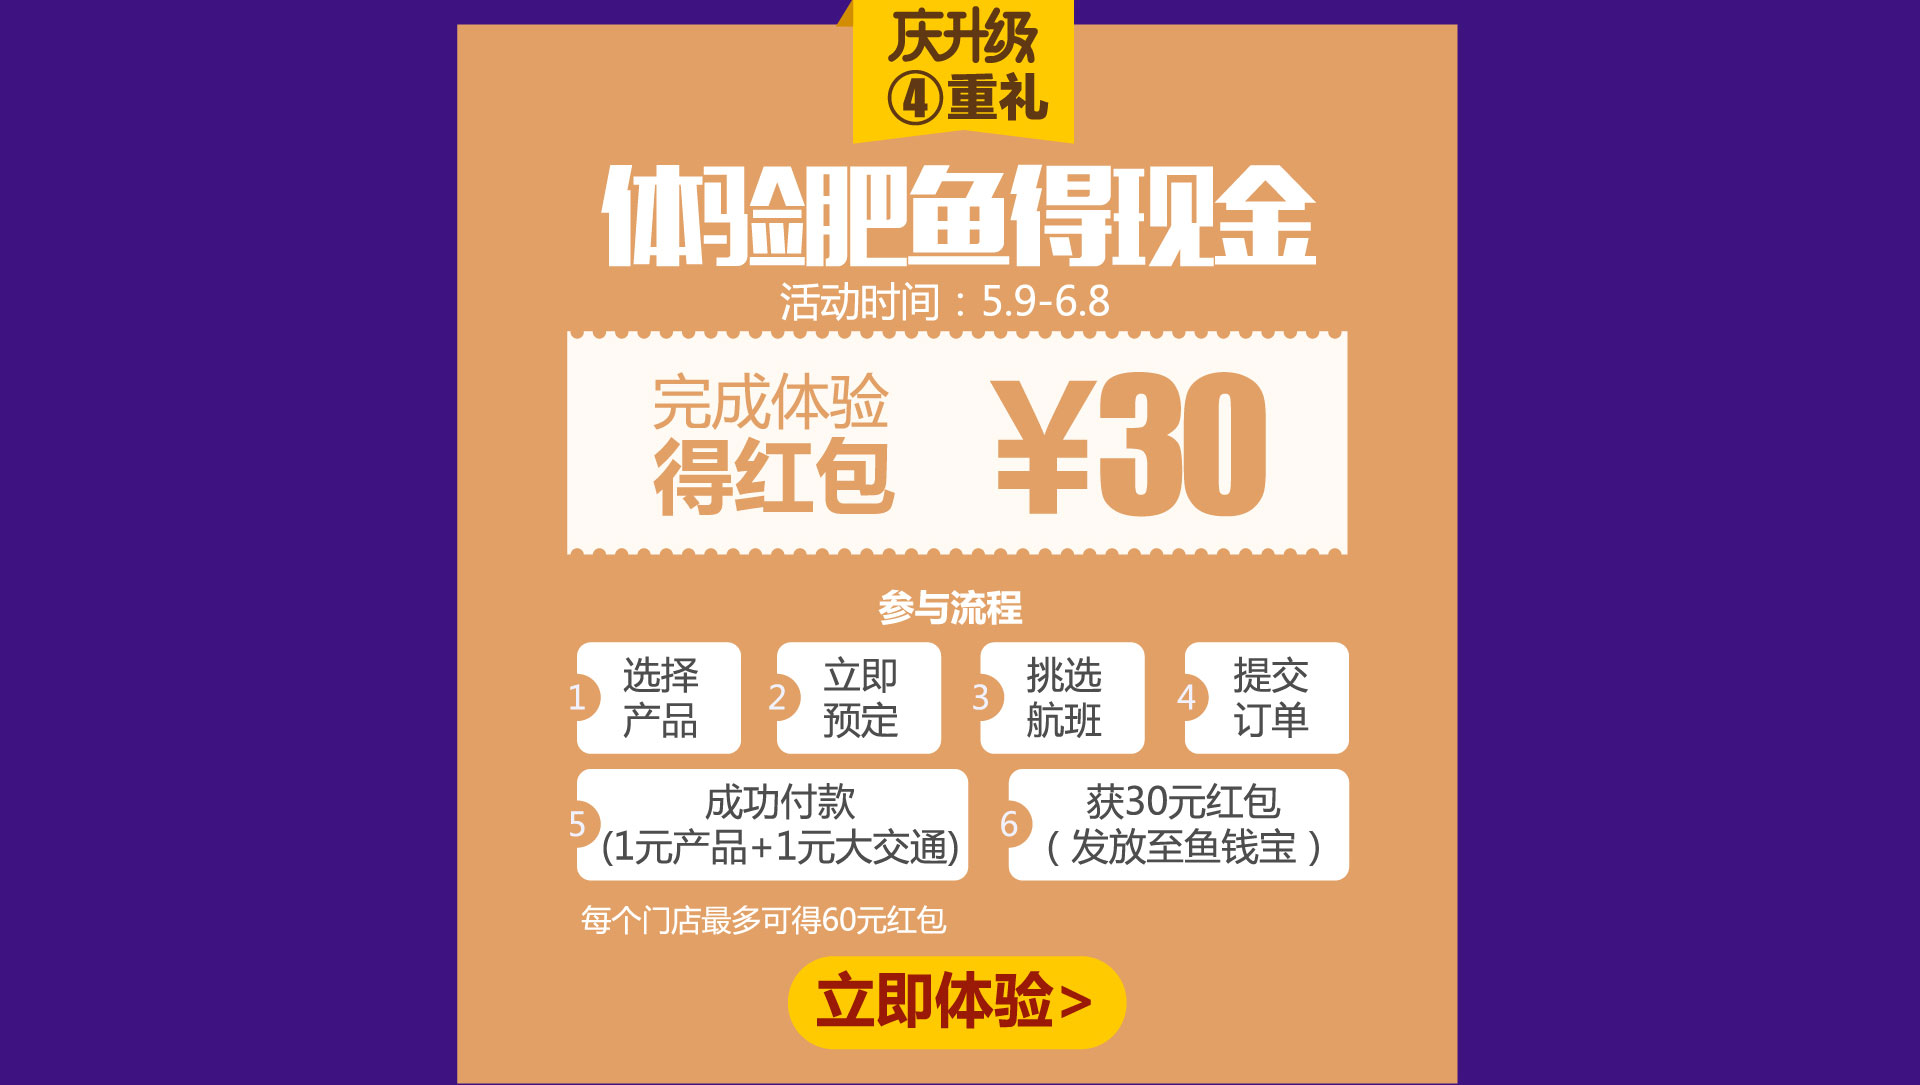 庆升级
④重礼
体验肥鱼得现金
活动时间：5.9-6.8
完成体验
得红包
¥30
参与流程
1
选择
产品
2
立即
预定
3
挑选
航班
4
提交
订单
5
成功付款
(1元产品+1元大交通)
6
获30元红包
（发放至鱼钱宝）
每个门店最多可得60元红包
立即体验>